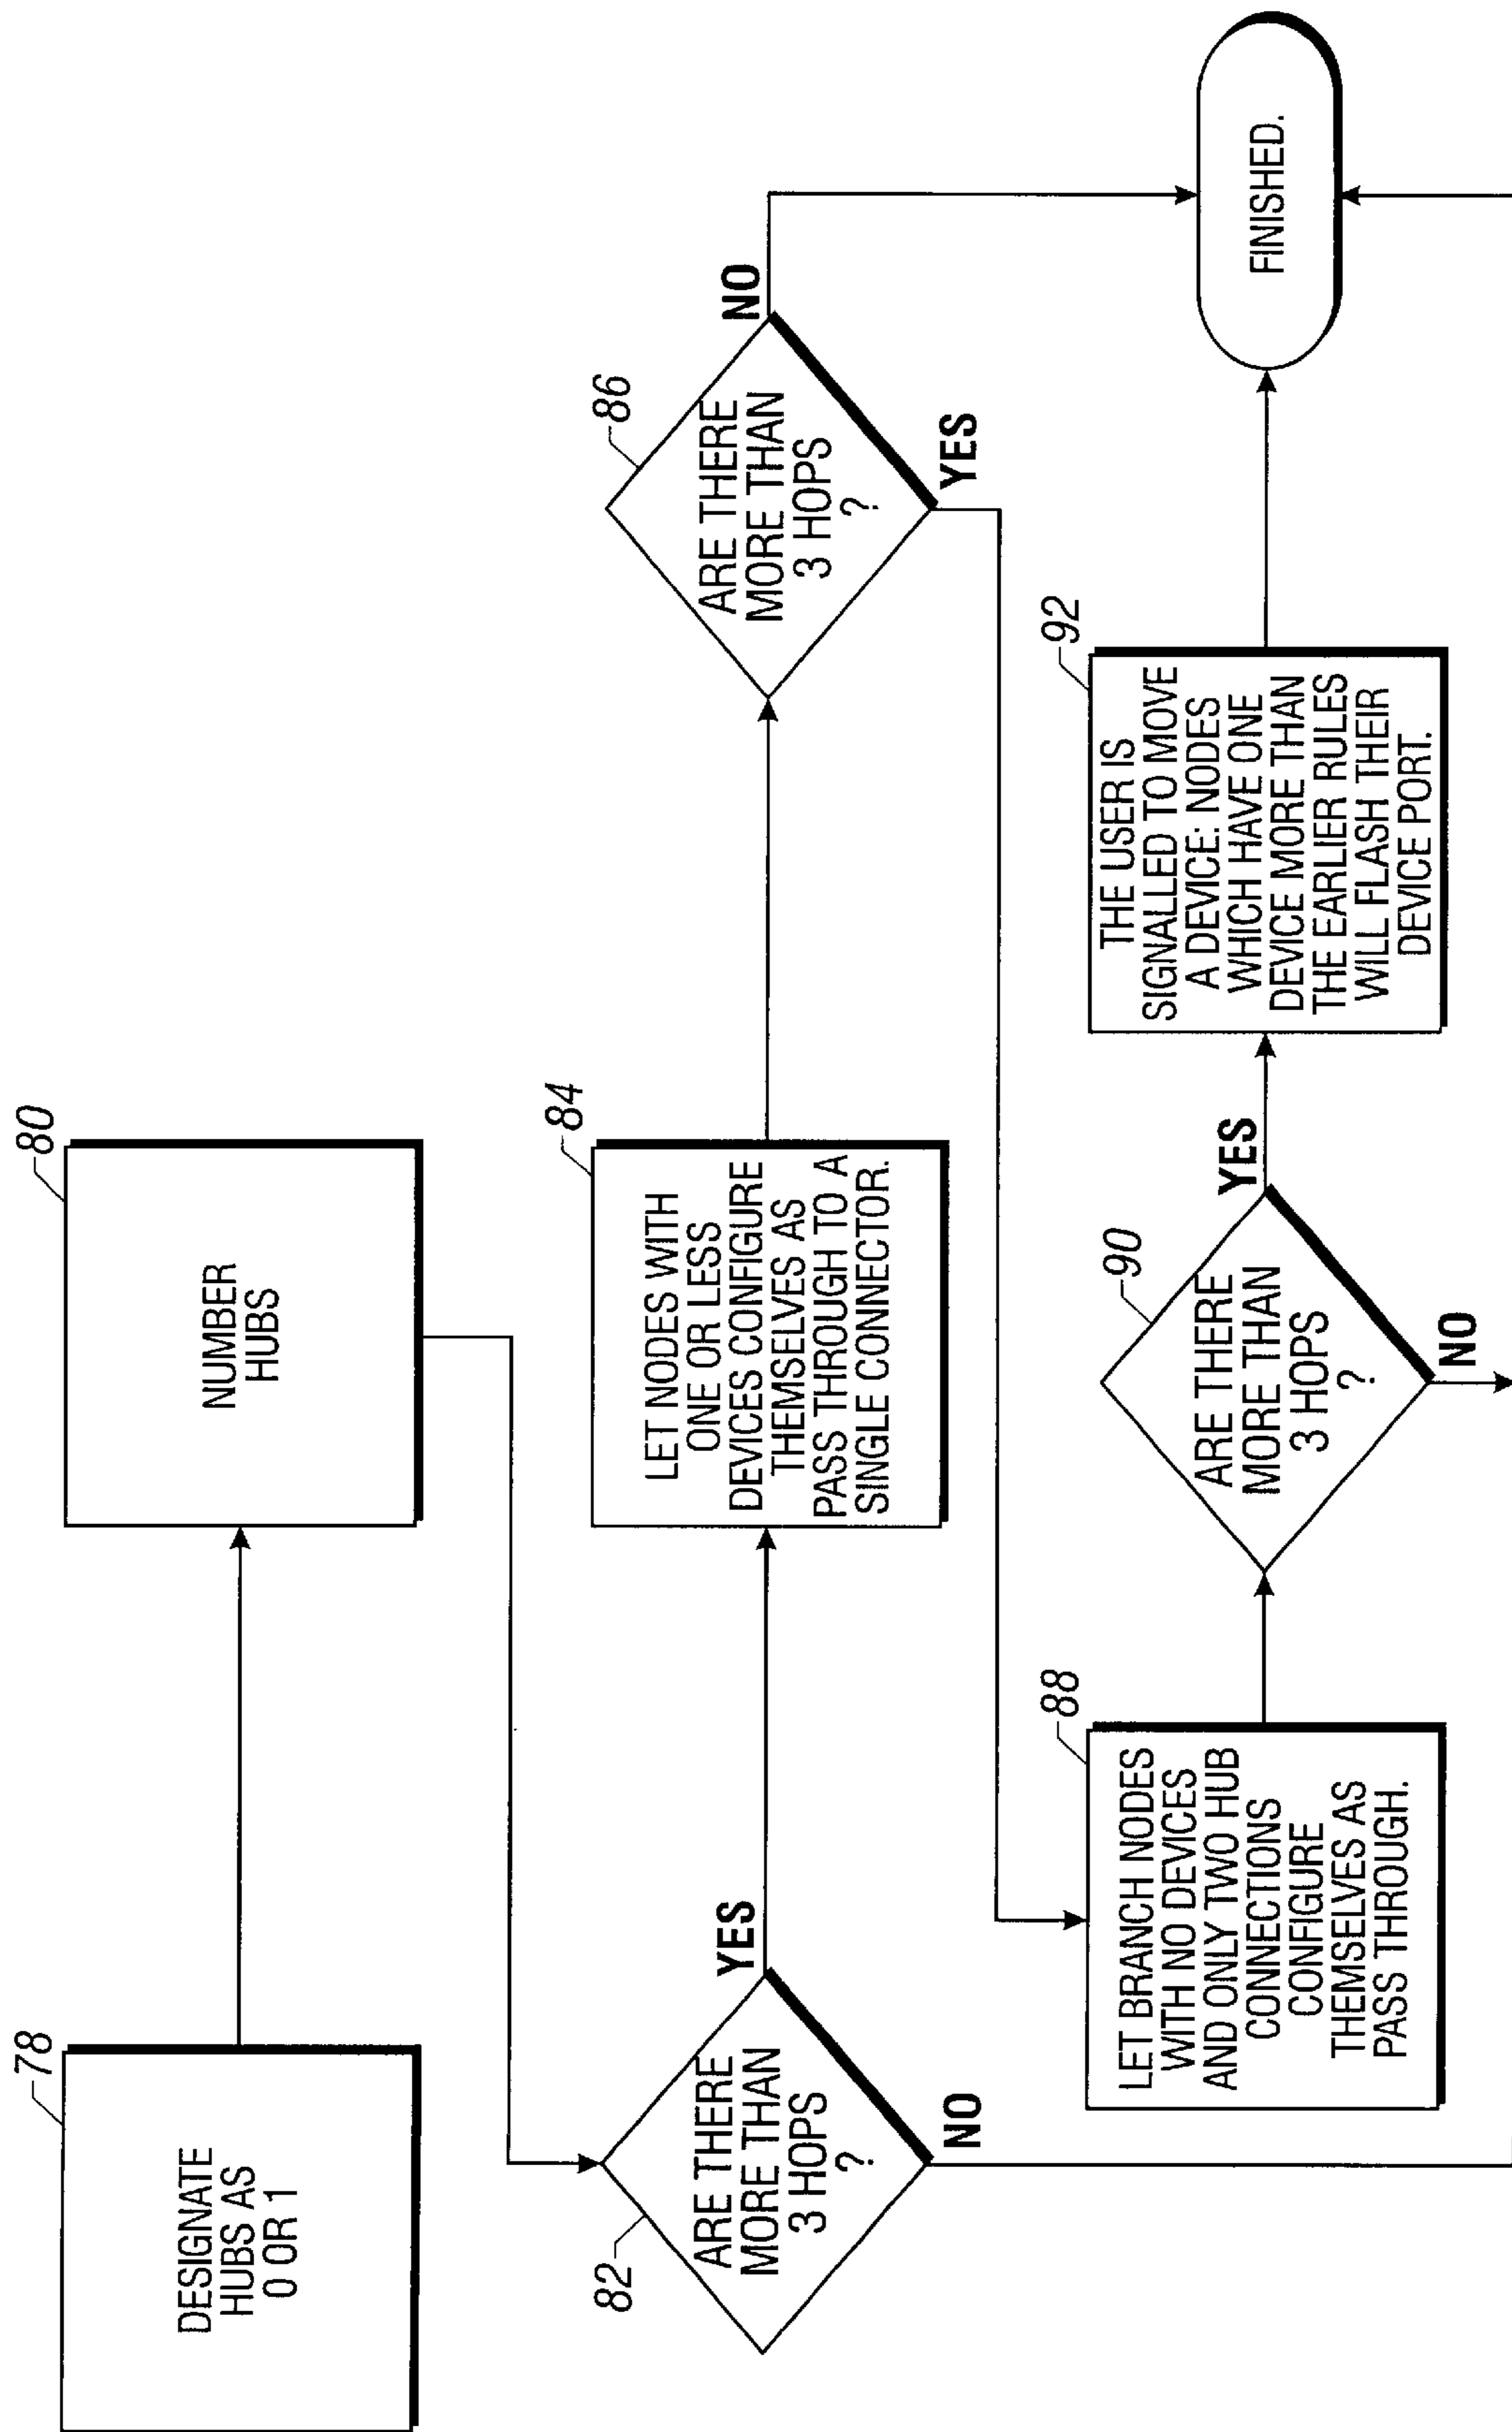 78
DESIGNATE
HUBS AS
0 OR 1
80
NUMBER
HUBS
82
ARE THERE
MORE THAN
3 HOPS
?
YES
NO
84
LET NODES WITH
ONE OR LESS
DEVICES CONFIGURE
THEMSELVES AS
PASS THROUGH TO A
SINGLE CONNECTOR.
86
ARE THERE
MORE THAN
3 HOPS
?
NO
YES
88
LET BRANCH NODES
WITH NO DEVICES
AND ONLY TWO HUB
CONNECTIONS
CONFIGURE
THEMSELVES AS
PASS THROUGH.
90
ARE THERE
MORE THAN
3 HOPS
?
YES
NO
92
THE USER IS
SIGNALLED TO MOVE
A DEVICE: NODES
WHICH HAVE ONE
DEVICE MORE THAN
THE EARLIER RULES
WILL FLASH THEIR
DEVICE PORT.
FINISHED.